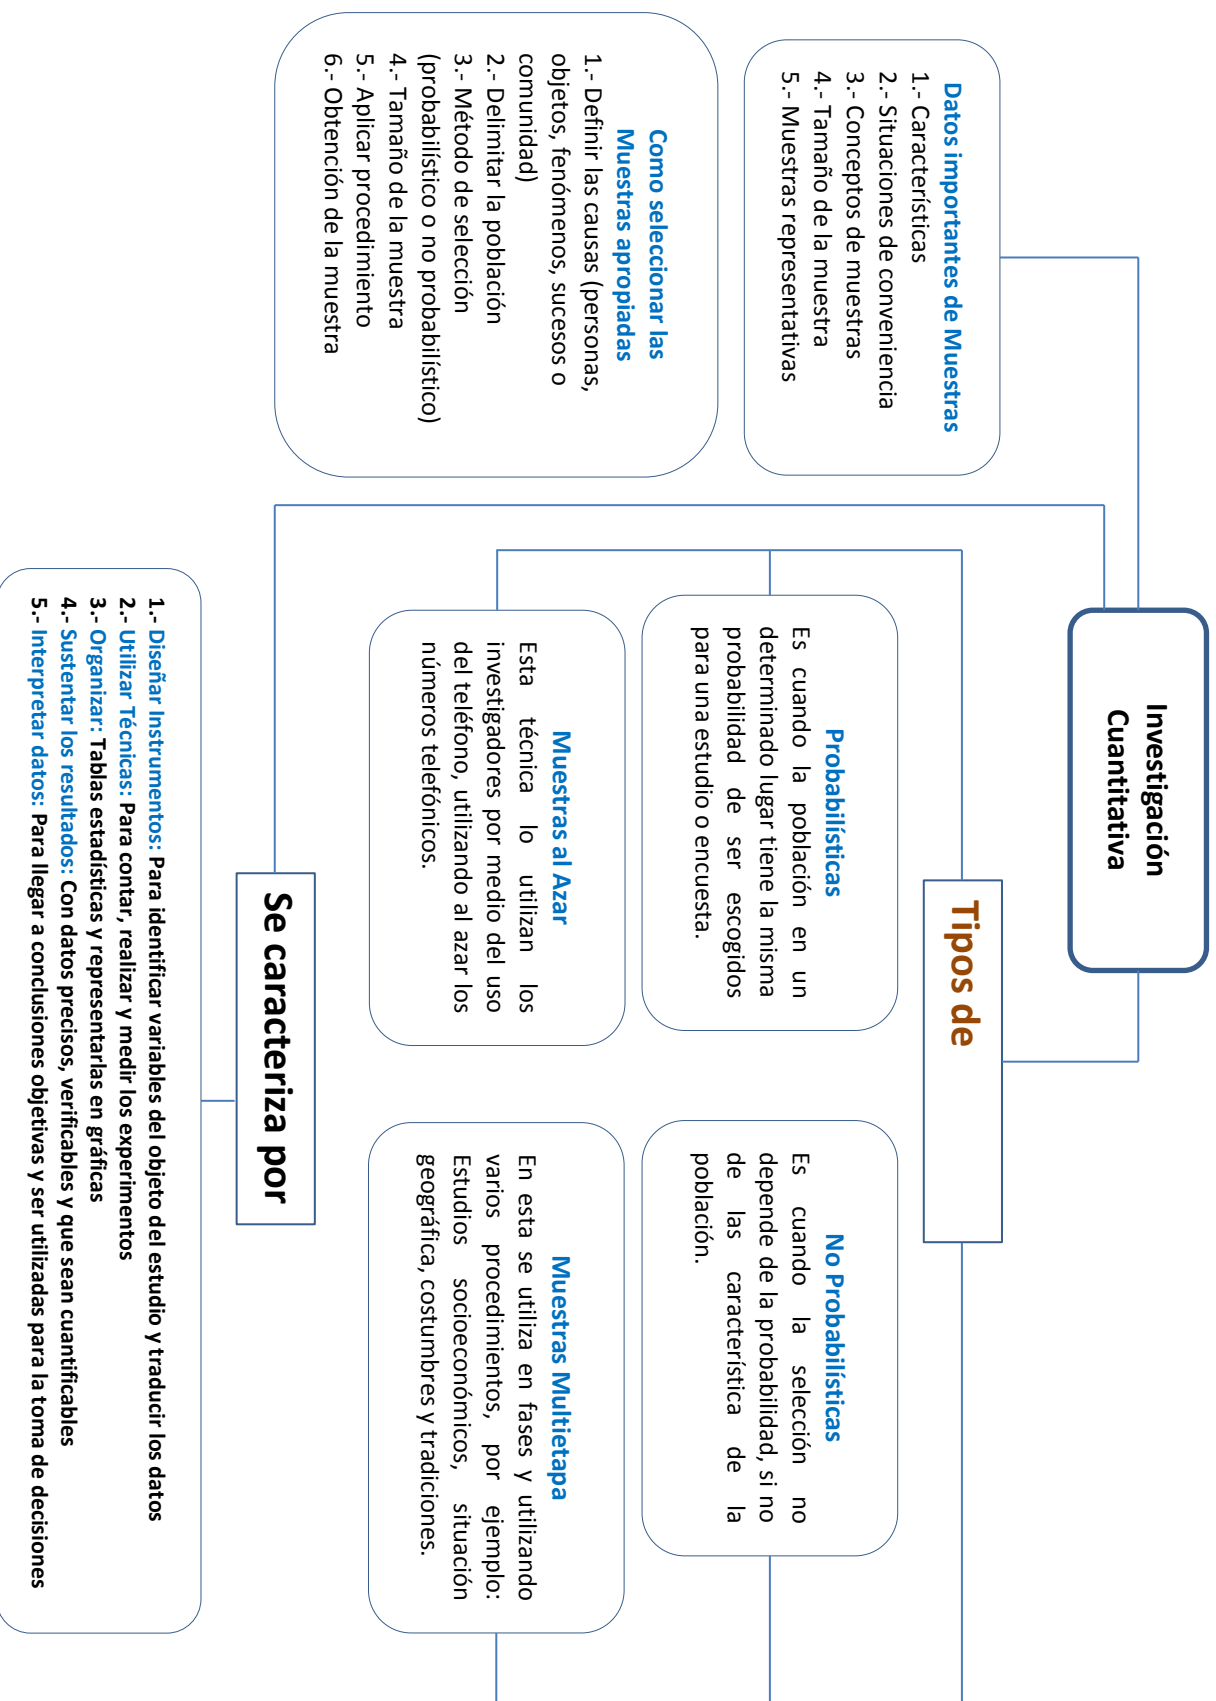 Investigación
Cuantitativa
Datos importantes de Muestras
1.- Características
2.- Situaciones de conveniencia
3.- Conceptos de muestras
4.- Tamaño de la muestra
5.- Muestras representativas
Tipos de
Probabilísticas
Es cuando la población en un
determinado lugar tiene la misma
probabilidad de ser escogidos
para una estudio o encuesta.
No Probabilísticas
Es cuando la selección no
depende de la probabilidad, si no
de las característica de la
población.
Como seleccionar las
Muestras apropiadas
1.- Definir las causas (personas,
objetos, fenómenos, sucesos o
comunidad)
2.- Delimitar la población
3.- Método de selección
(probabilístico o no probabilístico)
4.- Tamaño de la muestra
5.- Aplicar procedimiento
6.- Obtención de la muestra
Muestras al Azar
Esta técnica lo utilizan los
investigadores por medio del uso
del teléfono, utilizando al azar los
números telefónicos.
Muestras Multietapa
En esta se utiliza en fases y utilizando
varios procedimientos, por ejemplo:
Estudios socioeconómicos, situación
geográfica, costumbres y tradiciones.
Se caracteriza por
1.- Diseñar Instrumentos: Para identificar variables del objeto del estudio y traducir los datos
2.- Utilizar Técnicas: Para contar, realizar y medir los experimentos
3.- Organizar: Tablas estadísticas y representarlas en gráficas
4.- Sustentar los resultados: Con datos precisos, verificables y que sean cuantificables
5.- Interpretar datos: Para llegar a conclusiones objetivas y ser utilizadas para la toma de decisiones